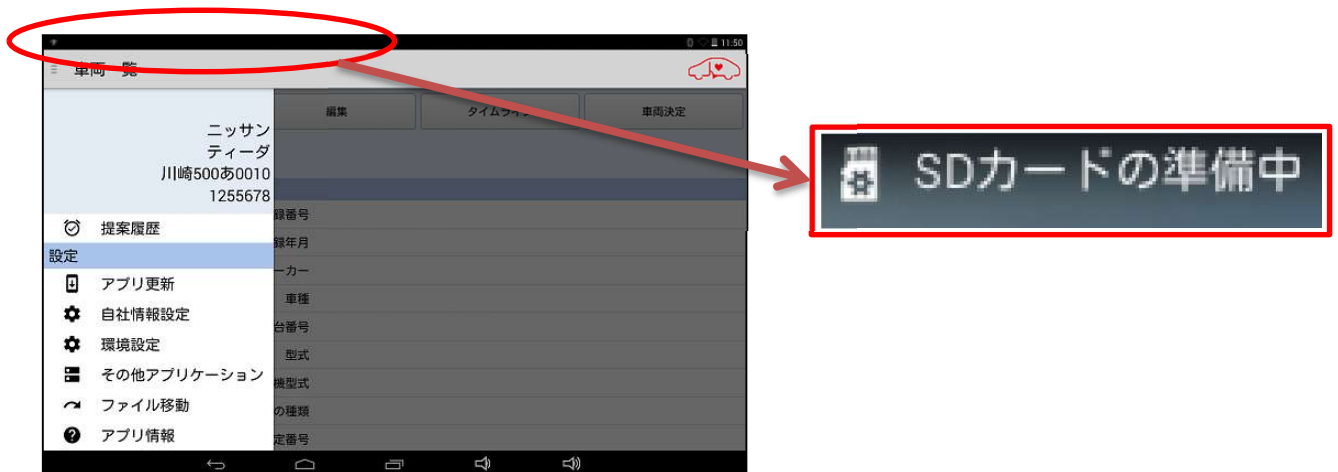 11:50
車両一覧
編集
タイムライン
車両決定
ニッサン
ティーダ
川崎500あ0010
1255678
提案履歴
設定
アプリ更新
自社情報設定
環境設定
その他アプリケーション
ファイル移動
アプリ情報
録番号
録年月
ーカー
車種
台番号
型式
機型式
の種類
定番号
SDカードの準備中